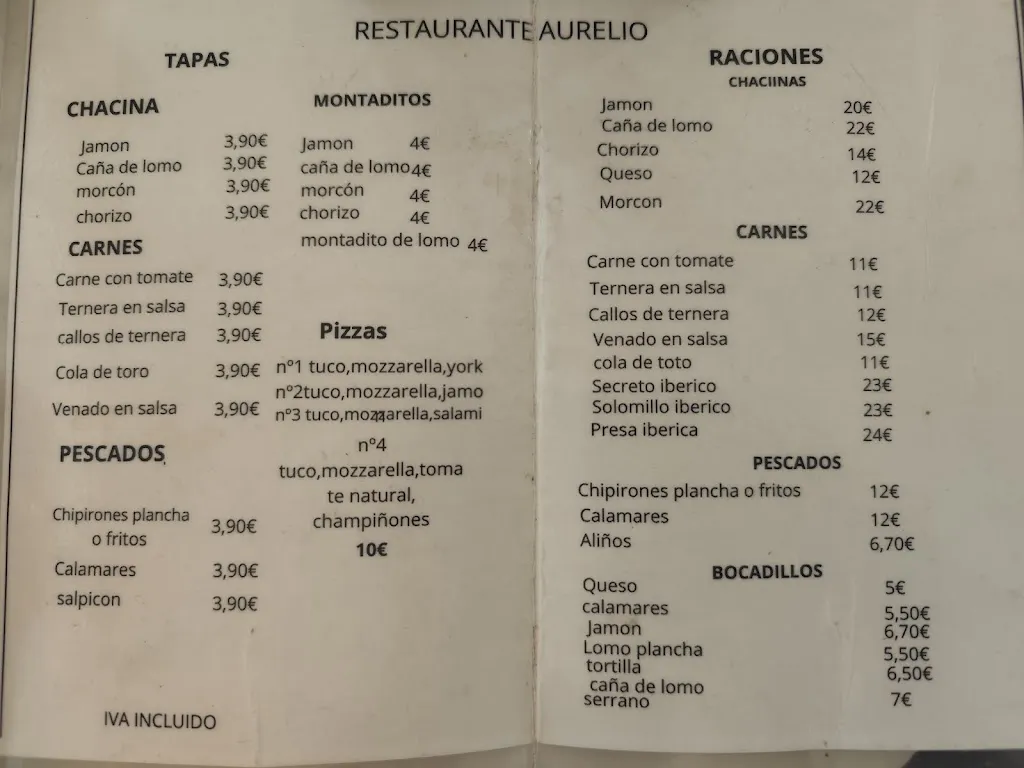 RESTAURANTE AURELIO
TAPAS
CHACINA
Jamon 3,90€
Caña de lomo 3,90€
morcón 3,90€
chorizo 3,90€
CARNES
Carne con tomate 3,90€
Ternera en salsa 3,90€
callos de ternera 3,90€
Cola de toro 3,90€
Venado en salsa 3,90€
PESCADOS
Chipirones plancha
o fritos 3,90€
Calamares 3,90€
salpicon 3,90€
IVA INCLUIDO
MONTADITOS
Jamon 4€
caña de lomo 4€
morcón 4€
chorizo 4€
montadito de lomo 4€
Pizzas
nº1 tuco,mozzarella,york
nº2tuco,mozzarella,jamo
nº3 tuco,mozzarella,salami
nº4
tuco,mozzarella,toma
te natural,
champiñones
10€
RACIONES
CHACIINAS
Jamon 20€
Caña de lomo 22€
Chorizo 14€
Queso 12€
Morcon 22€
CARNES
Carne con tomate 11€
Ternera en salsa 11€
Callos de ternera 12€
Venado en salsa 15€
cola de toto 11€
Secreto iberico 23€
Solomillo iberico 23€
Presa iberica 24€
PESCADOS
Chipirones plancha o fritos 12€
Calamares 12€
Aliños 6,70€
BOCADILLOS
Queso 5€
calamares 5,50€
Jamon 6,70€
Lomo plancha 5,50€
tortilla 6,50€
caña de lomo 7€
serrano